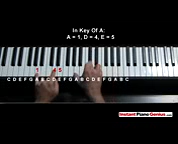 In Key Of A:
A = 1, D = 4, E = 5
1 4 5
C D E F G A B C D E F G A B C D E F G A B C
InstantPianoGenius.com